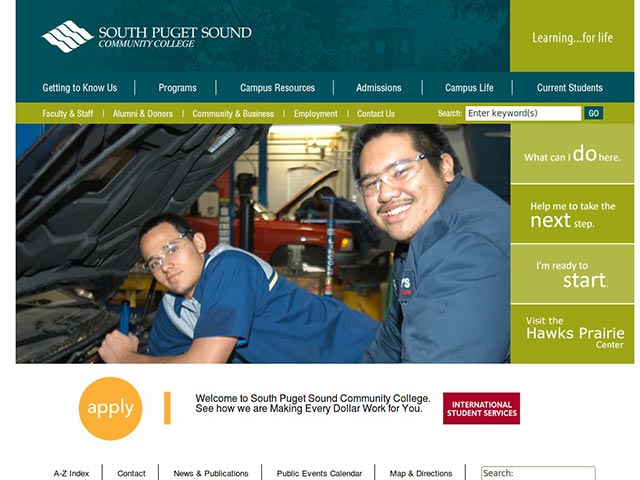 SOUTH PUGET SOUND
COMMUNITY COLLEGE
Learning...for life
Getting to Know Us | Programs | Campus Resources | Admissions | Campus Life | Current Students
Faculty & Staff | Alumni & Donors | Community & Business | Employment | Contact Us
Search: Enter keyword(s) GO
What can I do here.
Help me to take the
next step.
I'm ready to
start.
Visit the
Hawks Prairie
Center
apply
Welcome to South Puget Sound Community College.
See how we are Making Every Dollar Work for You.
INTERNATIONAL
STUDENT SERVICES
A-Z Index | Contact | News & Publications | Public Events Calendar | Map & Directions
Search: